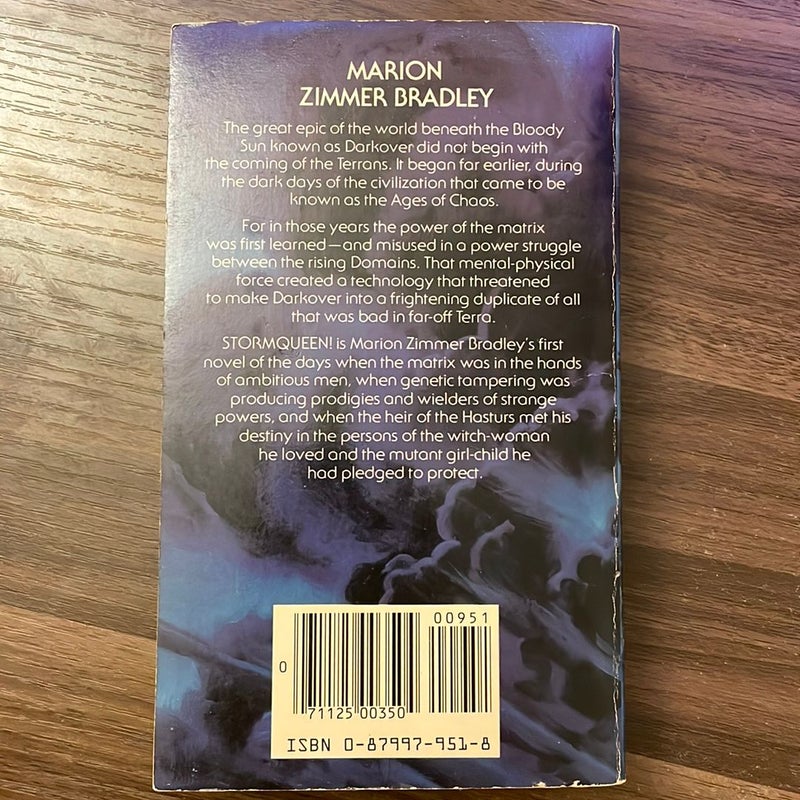 MARION
ZIMMER BRADLEY
The great epic of the world beneath the Bloody
Sun known as Darkover did not begin with
the coming of the Terrans. It began far earlier, during
the dark days of the civilization that came to be
known as the Ages of Chaos.
For in those years the power of the matrix
was first learned—and misused in a power struggle
between the rising Domains. That mental-physical
force created a technology that threatened
to make Darkover into a frightening duplicate of all
that was bad in far-off Terra.
STORMQUEEN! is Marion Zimmer Bradley's first
novel of the days when the matrix was in the hands
of ambitious men, when genetic tampering was
producing prodigies and wielders of strange
powers, and when the heir of the Hasturs met his
destiny in the persons of the witch-woman
he loved and the mutant girl-child he
had pledged to protect.
00951
0
71125 00350
ISBN 0-87997-951-8